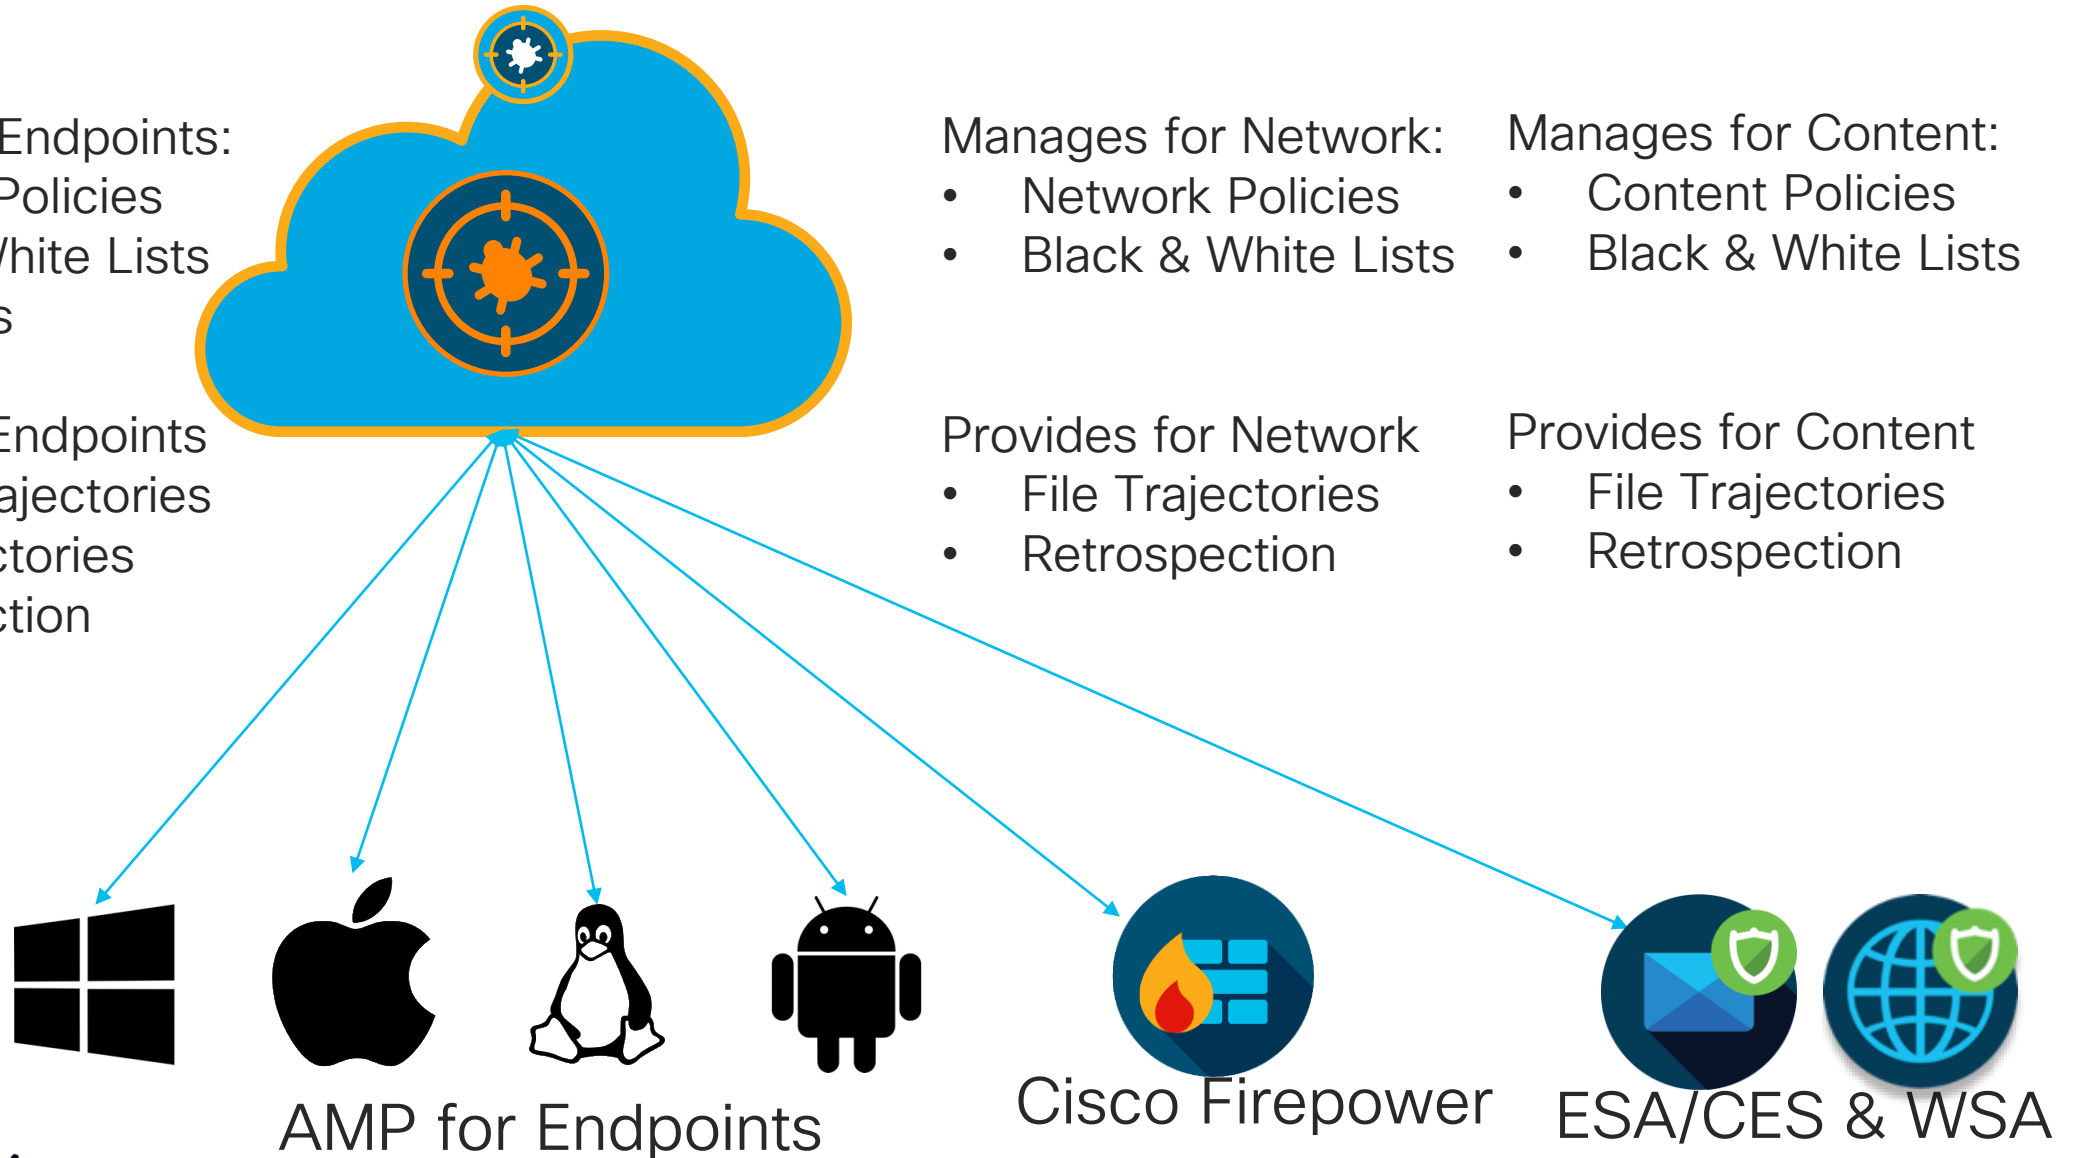 Endpoints:
Policies
White Lists
s
Endpoints
ajectories
ctories
ction
Manages for Network:
• Network Policies
• Black & White Lists
Provides for Network
• File Trajectories
• Retrospection
Manages for Content:
• Content Policies
• Black & White Lists
Provides for Content
• File Trajectories
• Retrospection
AMP for Endpoints
Cisco Firepower
ESA/CES & WSA